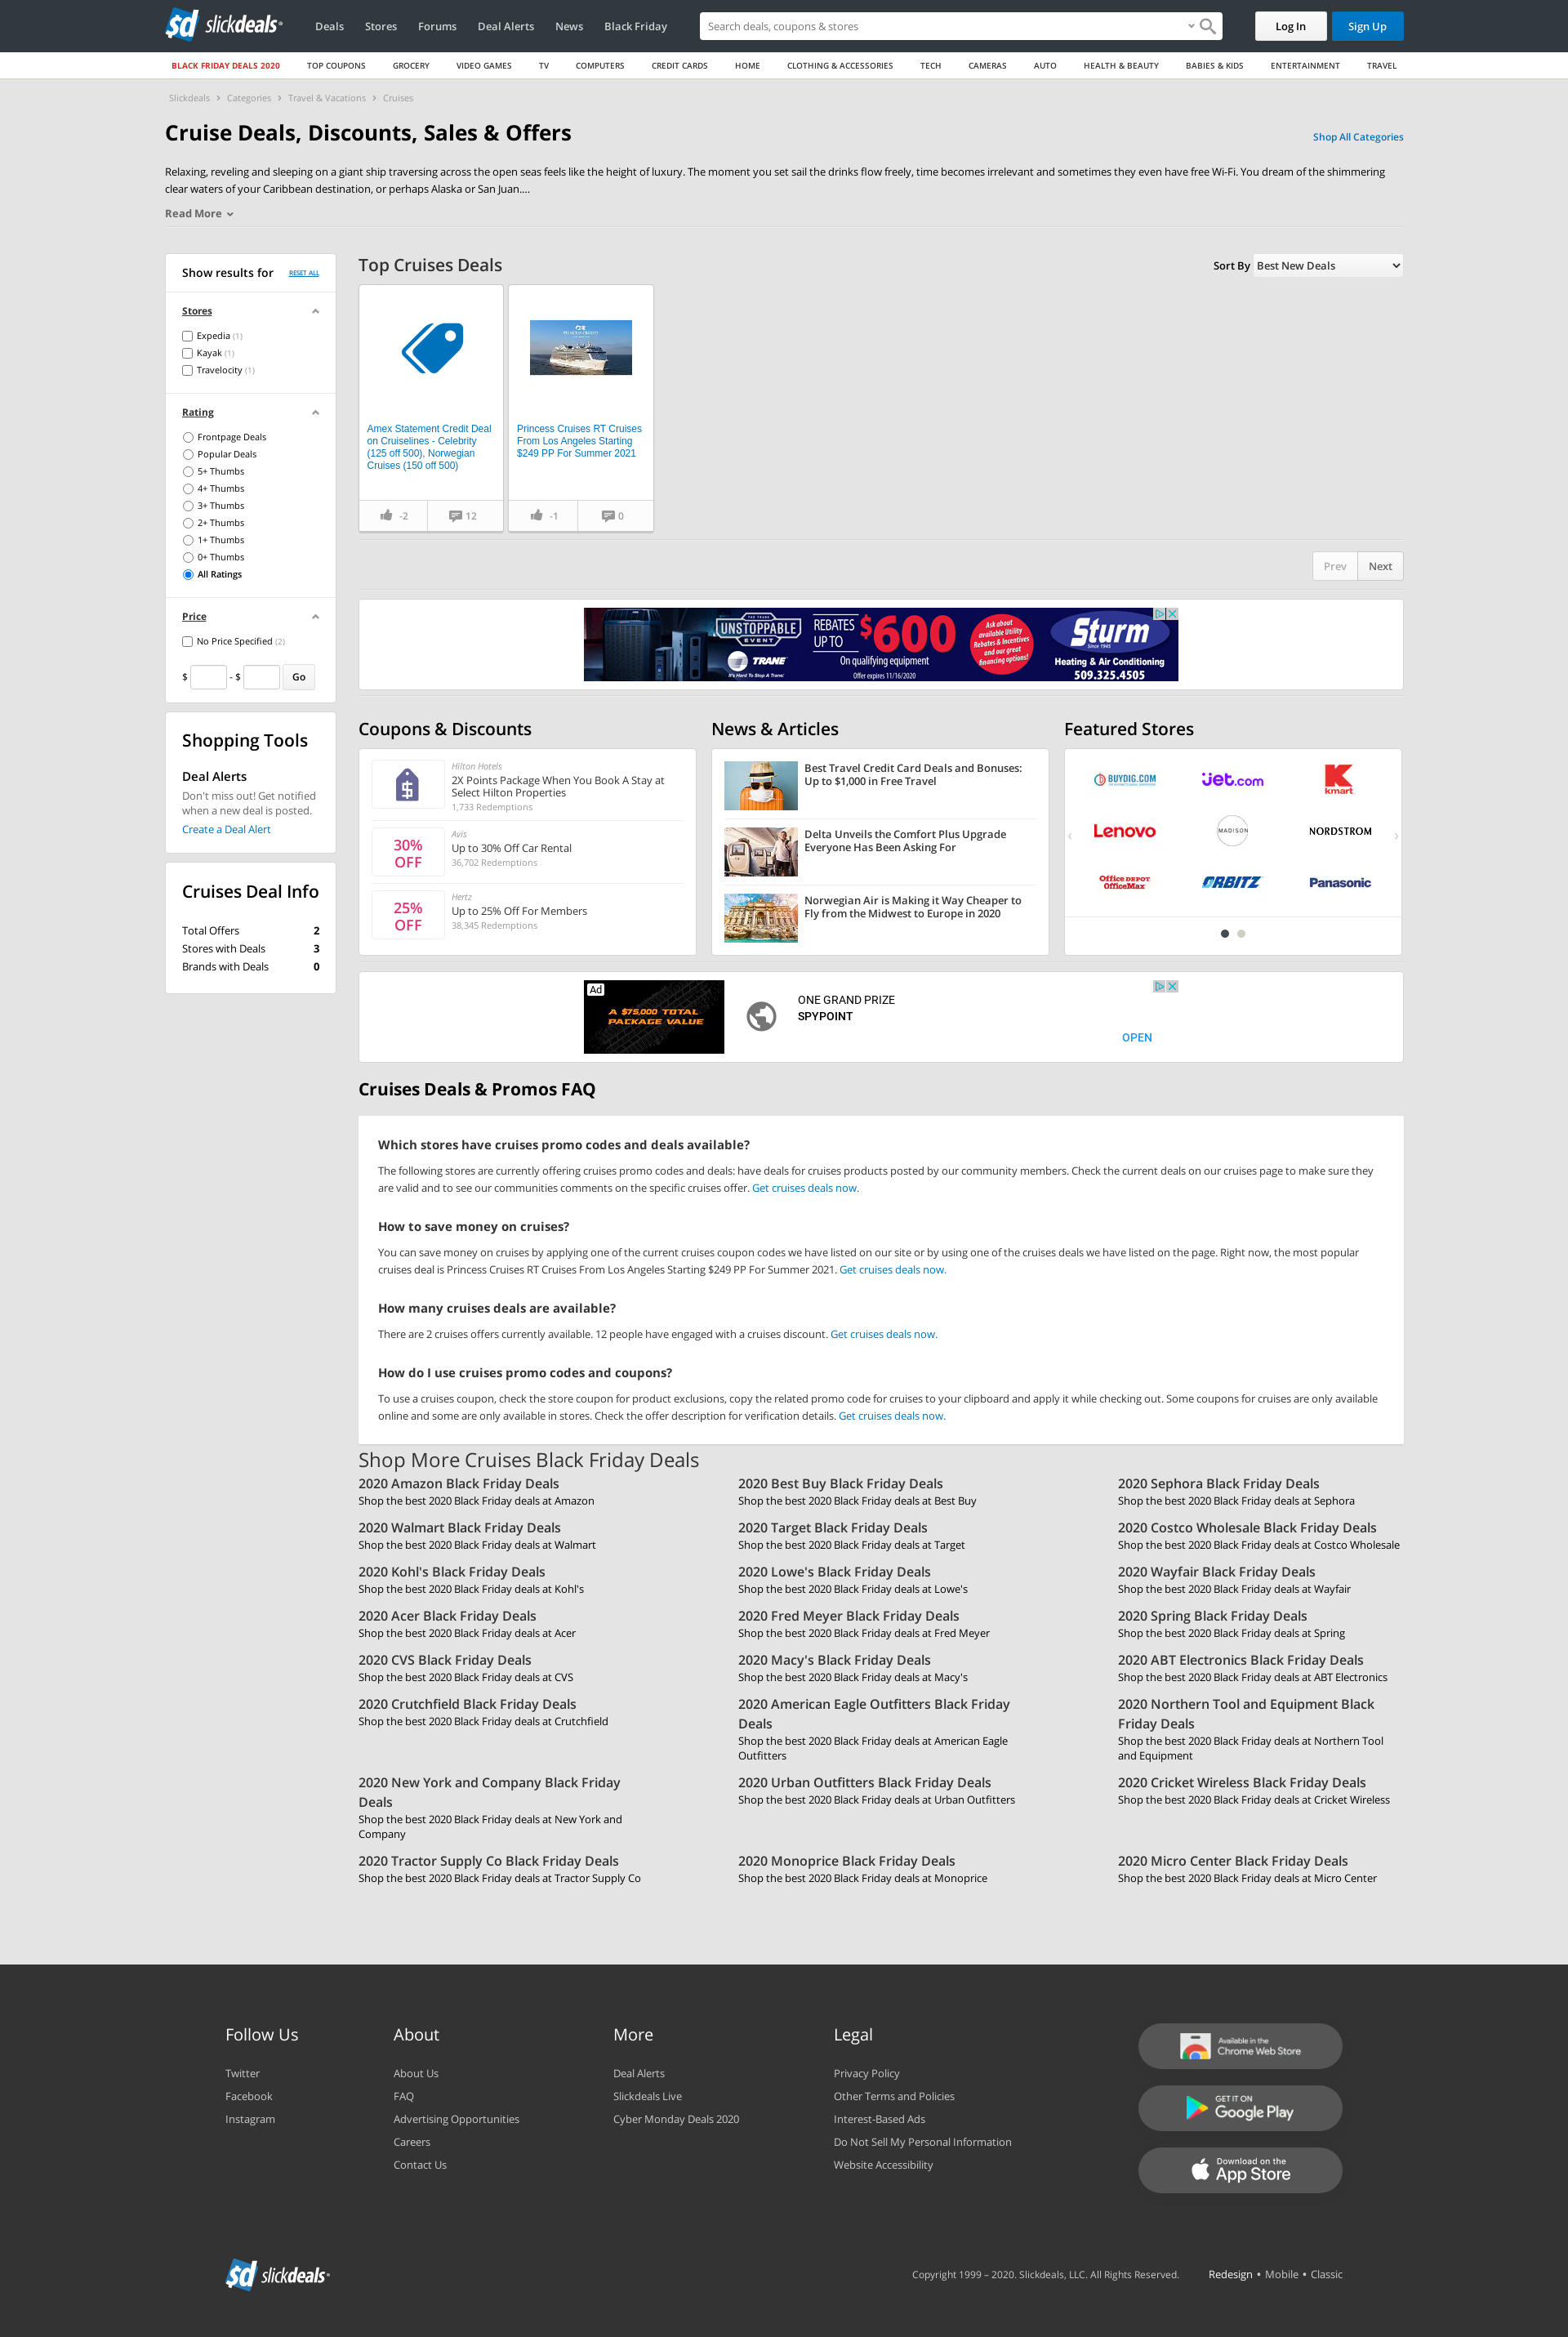 sd slickdeals
Deals Stores Forums Deal Alerts News Black Friday
Search deals, coupons & stores
Log In
Sign Up
BLACK FRIDAY DEALS 2020 TOP COUPONS GROCERY VIDEO GAMES TV COMPUTERS CREDIT CARDS HOME CLOTHING & ACCESSORIES TECH CAMERAS AUTO HEALTH & BEAUTY BABIES & KIDS ENTERTAINMENT TRAVEL
Slickdeals › Categories › Travel & Vacations › Cruises
Cruise Deals, Discounts, Sales & Offers
Shop All Categories
Relaxing, reveling and sleeping on a giant ship traversing across the open seas feels like the height of luxury. The moment you set sail the drinks flow freely, time becomes irrelevant and sometimes they even have free Wi-Fi. You dream of the shimmering
clear waters of your Caribbean destination, or perhaps Alaska or San Juan....
Read More
Show results for
RESET ALL
Stores
Expedia (1)
Kayak (1)
Travelocity (1)
Rating
Frontpage Deals
Popular Deals
5+ Thumbs
4+ Thumbs
3+ Thumbs
2+ Thumbs
1+ Thumbs
0+ Thumbs
All Ratings
Price
No Price Specified (2)
$ - $ Go
Shopping Tools
Deal Alerts
Don't miss out! Get notified
when a new deal is posted.
Create a Deal Alert
Cruises Deal Info
Total Offers 2
Stores with Deals 3
Brands with Deals 0
Top Cruises Deals
Sort By Best New Deals
Amex Statement Credit Deal
on Cruiselines - Celebrity
(125 off 500), Norwegian
Cruises (150 off 500)
-2 12
Princess Cruises RT Cruises
From Los Angeles Starting
$249 PP For Summer 2021
-1 0
Prev Next
UNSTOPPABLE
EVENT
TRANE
It's Hard To Stop A Trane.
REBATES
UP TO $600
On qualifying equipment
Offer expires 11/16/2020
Ask about
available Utility
Rebates & Incentives
and our great
financing options!
Sturm
Since 1945
Heating & Air Conditioning
509.325.4505
Coupons & Discounts
Hilton Hotels
2X Points Package When You Book A Stay at
Select Hilton Properties
1,733 Redemptions
30%
OFF
Avis
Up to 30% Off Car Rental
36,702 Redemptions
25%
OFF
Hertz
Up to 25% Off For Members
38,345 Redemptions
News & Articles
Best Travel Credit Card Deals and Bonuses:
Up to $1,000 in Free Travel
Delta Unveils the Comfort Plus Upgrade
Everyone Has Been Asking For
Norwegian Air is Making it Way Cheaper to
Fly from the Midwest to Europe in 2020
Featured Stores
BUYDIG.COM jet.com kmart
Lenovo MADISON NORDSTROM
Office DEPOT OfficeMax ORBITZ Panasonic
Ad
A $75,000 TOTAL
PACKAGE VALUE
ONE GRAND PRIZE
SPYPOINT
OPEN
Cruises Deals & Promos FAQ
Which stores have cruises promo codes and deals available?
The following stores are currently offering cruises promo codes and deals: have deals for cruises products posted by our community members. Check the current deals on our cruises page to make sure they
are valid and to see our communities comments on the specific cruises offer. Get cruises deals now.
How to save money on cruises?
You can save money on cruises by applying one of the current cruises coupon codes we have listed on our site or by using one of the cruises deals we have listed on the page. Right now, the most popular
cruises deal is Princess Cruises RT Cruises From Los Angeles Starting $249 PP For Summer 2021. Get cruises deals now.
How many cruises deals are available?
There are 2 cruises offers currently available. 12 people have engaged with a cruises discount. Get cruises deals now.
How do I use cruises promo codes and coupons?
To use a cruises coupon, check the store coupon for product exclusions, copy the related promo code for cruises to your clipboard and apply it while checking out. Some coupons for cruises are only available
online and some are only available in stores. Check the offer description for verification details. Get cruises deals now.
Shop More Cruises Black Friday Deals
2020 Amazon Black Friday Deals
Shop the best 2020 Black Friday deals at Amazon
2020 Best Buy Black Friday Deals
Shop the best 2020 Black Friday deals at Best Buy
2020 Sephora Black Friday Deals
Shop the best 2020 Black Friday deals at Sephora
2020 Walmart Black Friday Deals
Shop the best 2020 Black Friday deals at Walmart
2020 Target Black Friday Deals
Shop the best 2020 Black Friday deals at Target
2020 Costco Wholesale Black Friday Deals
Shop the best 2020 Black Friday deals at Costco Wholesale
2020 Kohl's Black Friday Deals
Shop the best 2020 Black Friday deals at Kohl's
2020 Lowe's Black Friday Deals
Shop the best 2020 Black Friday deals at Lowe's
2020 Wayfair Black Friday Deals
Shop the best 2020 Black Friday deals at Wayfair
2020 Acer Black Friday Deals
Shop the best 2020 Black Friday deals at Acer
2020 Fred Meyer Black Friday Deals
Shop the best 2020 Black Friday deals at Fred Meyer
2020 Spring Black Friday Deals
Shop the best 2020 Black Friday deals at Spring
2020 CVS Black Friday Deals
Shop the best 2020 Black Friday deals at CVS
2020 Macy's Black Friday Deals
Shop the best 2020 Black Friday deals at Macy's
2020 ABT Electronics Black Friday Deals
Shop the best 2020 Black Friday deals at ABT Electronics
2020 Crutchfield Black Friday Deals
Shop the best 2020 Black Friday deals at Crutchfield
2020 American Eagle Outfitters Black Friday
Deals
Shop the best 2020 Black Friday deals at American Eagle
Outfitters
2020 Northern Tool and Equipment Black
Friday Deals
Shop the best 2020 Black Friday deals at Northern Tool
and Equipment
2020 New York and Company Black Friday
Deals
Shop the best 2020 Black Friday deals at New York and
Company
2020 Urban Outfitters Black Friday Deals
Shop the best 2020 Black Friday deals at Urban Outfitters
2020 Cricket Wireless Black Friday Deals
Shop the best 2020 Black Friday deals at Cricket Wireless
2020 Tractor Supply Co Black Friday Deals
Shop the best 2020 Black Friday deals at Tractor Supply Co
2020 Monoprice Black Friday Deals
Shop the best 2020 Black Friday deals at Monoprice
2020 Micro Center Black Friday Deals
Shop the best 2020 Black Friday deals at Micro Center
Follow Us
Twitter
Facebook
Instagram
About
About Us
FAQ
Advertising Opportunities
Careers
Contact Us
More
Deal Alerts
Slickdeals Live
Cyber Monday Deals 2020
Legal
Privacy Policy
Other Terms and Policies
Interest-Based Ads
Do Not Sell My Personal Information
Website Accessibility
Available in the
Chrome Web Store
GET IT ON
Google Play
Download on the
App Store
sd slickdeals
Copyright 1999 – 2020. Slickdeals, LLC. All Rights Reserved.
Redesign • Mobile • Classic